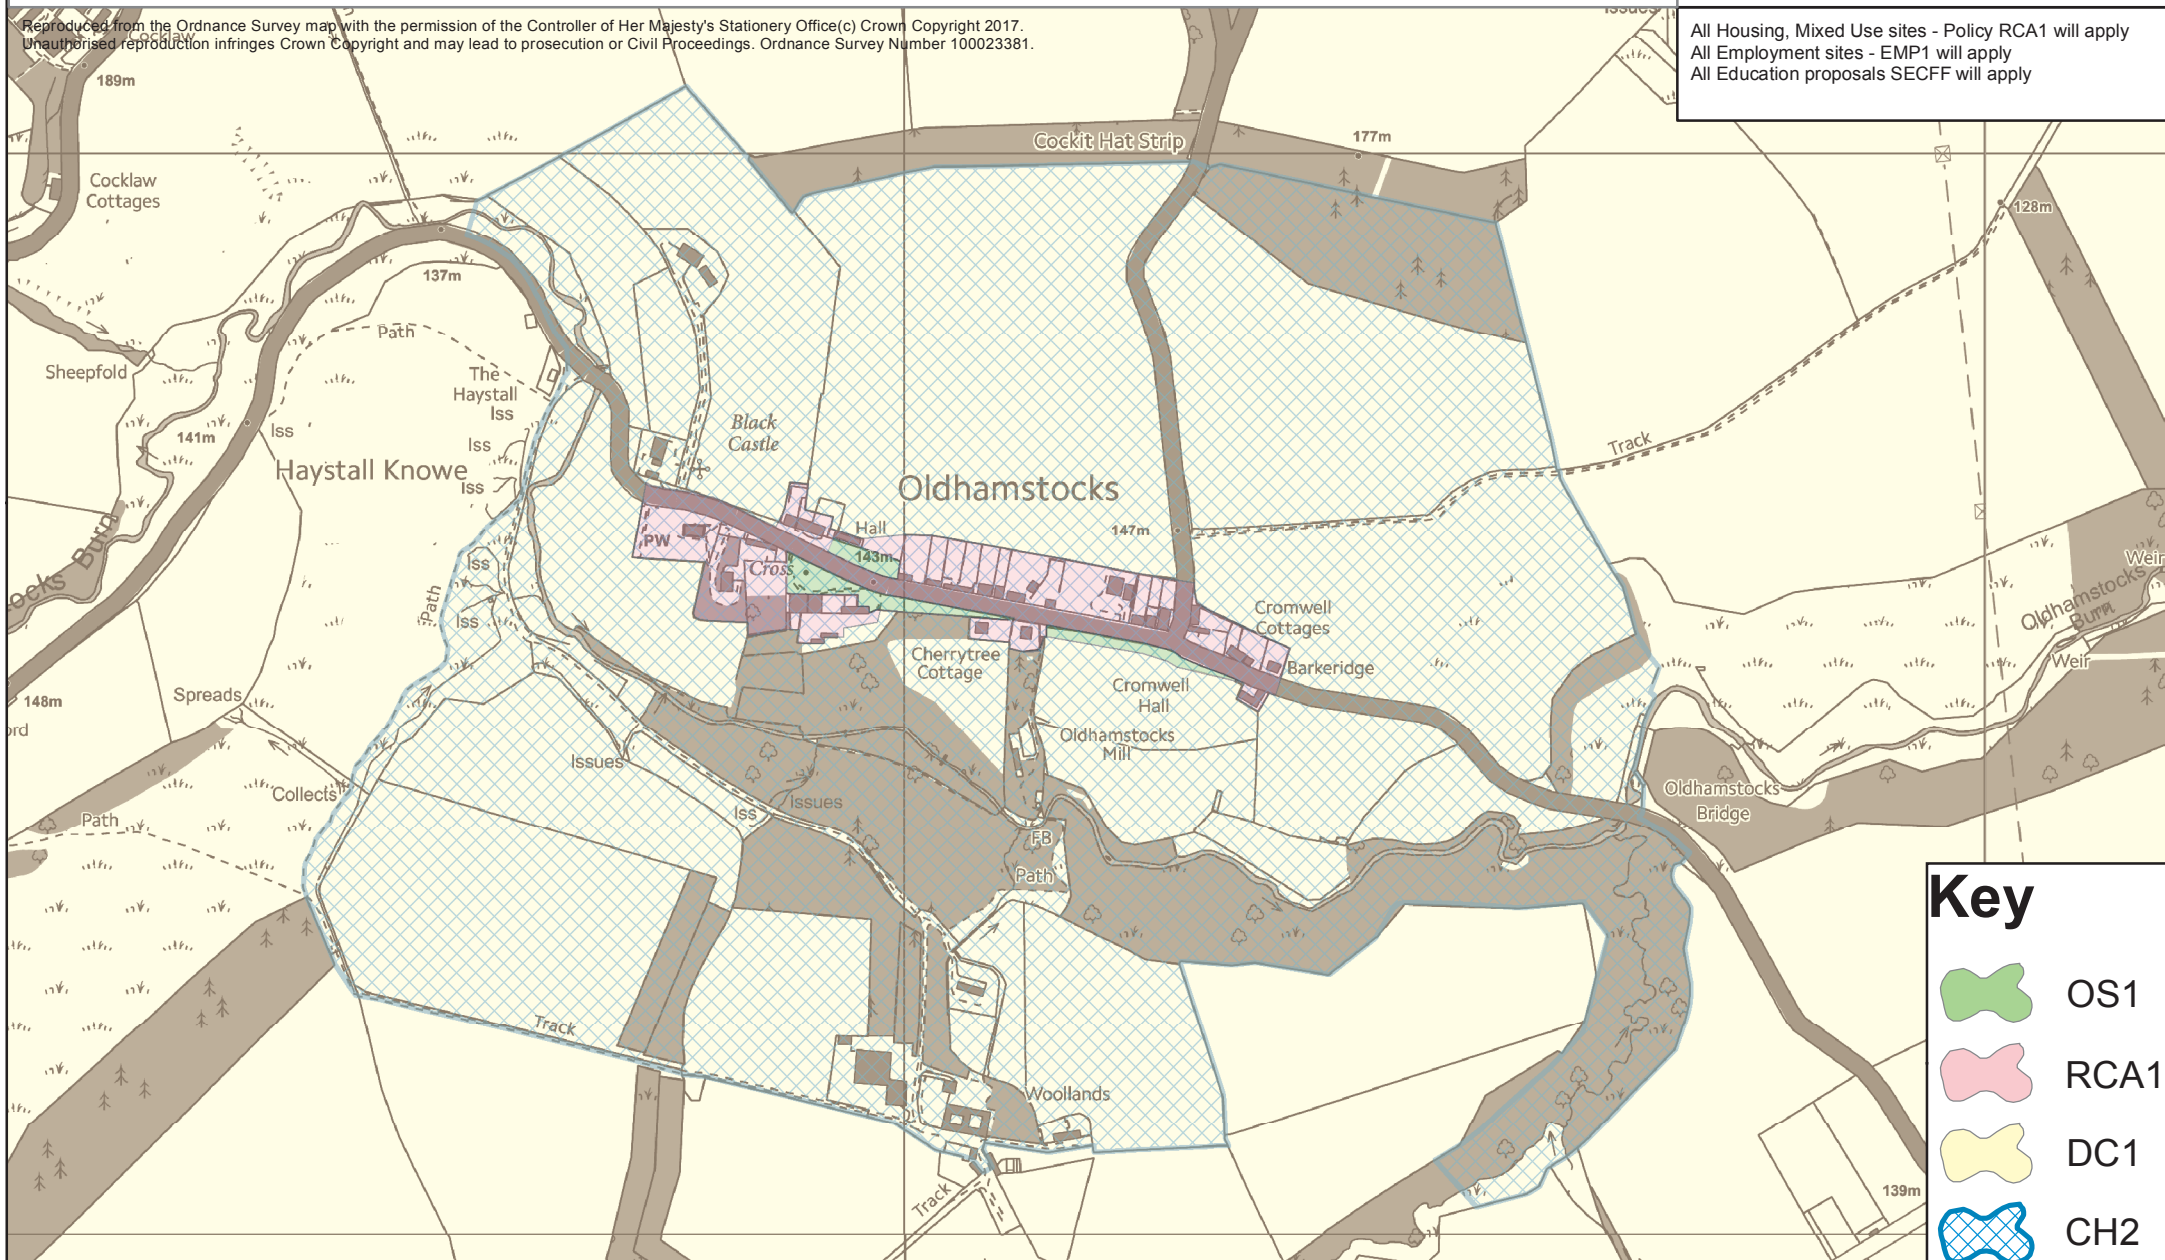 Reproduced from the Ordnance Survey map with the permission of the Controller of Her Majesty's Stationery Office(c) Crown Copyright 2017.
Unauthorised reproduction infringes Crown Copyright and may lead to prosecution or Civil Proceedings. Ordnance Survey Number 100023381.
All Housing, Mixed Use sites - Policy RCA1 will apply
All Employment sites - EMP1 will apply
All Education proposals SECFF will apply
Issues
Cocklaw
189m
Cocklaw
Cottages
Cockit Hat Strip
177m
128m
137m
Path
Sheepfold
The
Haystall
Iss
141m
Iss
Iss
Haystall Knowe
Iss
Black
Castle
Oldhamstocks
Track
147m
Hall
PW
143m
Cross
ocks Burn
Iss
Path
Iss
Cromwell
Cottages
Barkeridge
Cherrytree
Cottage
Cromwell
Hall
Oldhamstocks
Mill
Oldhamstocks
Burn
Weir
Weir
148m
ord
Spreads
Issues
Collects
Iss
Issues
Path
FB
Path
Oldhamstocks
Bridge
Track
Woollands
Track
139m
Key
OS1
RCA1
DC1
CH2